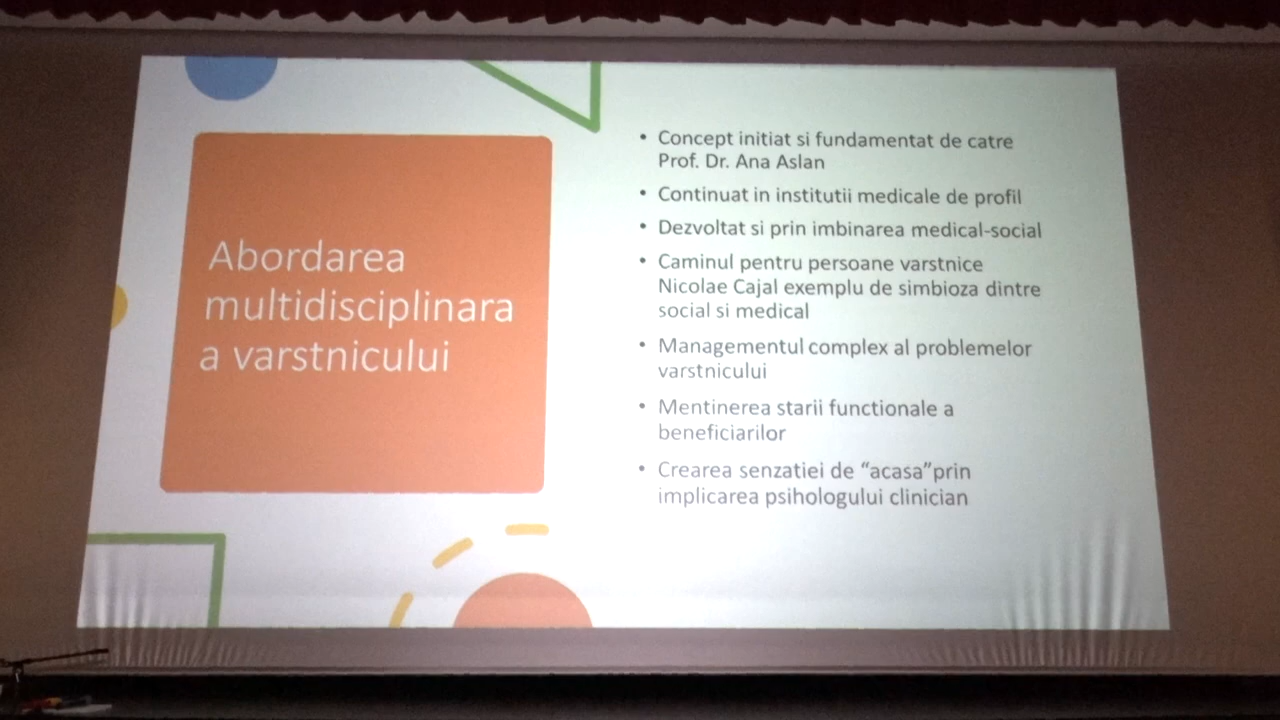 Abordarea
multidisciplinara
a varstnicului
• Concept initiat si fundamentat de catre
Prof. Dr. Ana Aslan
• Continuat in institutii medicale de profil
• Dezvoltat si prin imbinarea medical-social
• Caminul pentru persoane varstnice
Nicolae Cajal exemplu de simbioza dintre
social si medical
• Managementul complex al problemelor
varstnicului
• Mentinerea starii functionale a
beneficiarilor
• Crearea senzatiei de “acasa”prin
implicarea psihologului clinician